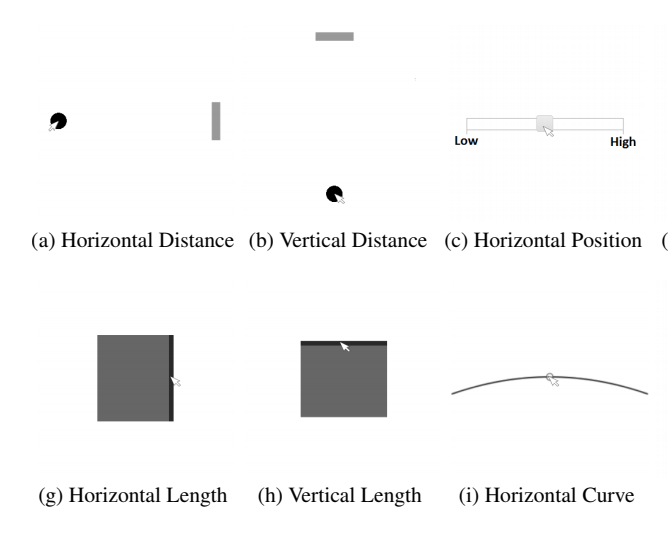 Low
High
(a) Horizontal Distance (b) Vertical Distance (c) Horizontal Position (
(g) Horizontal Length (h) Vertical Length (i) Horizontal Curve